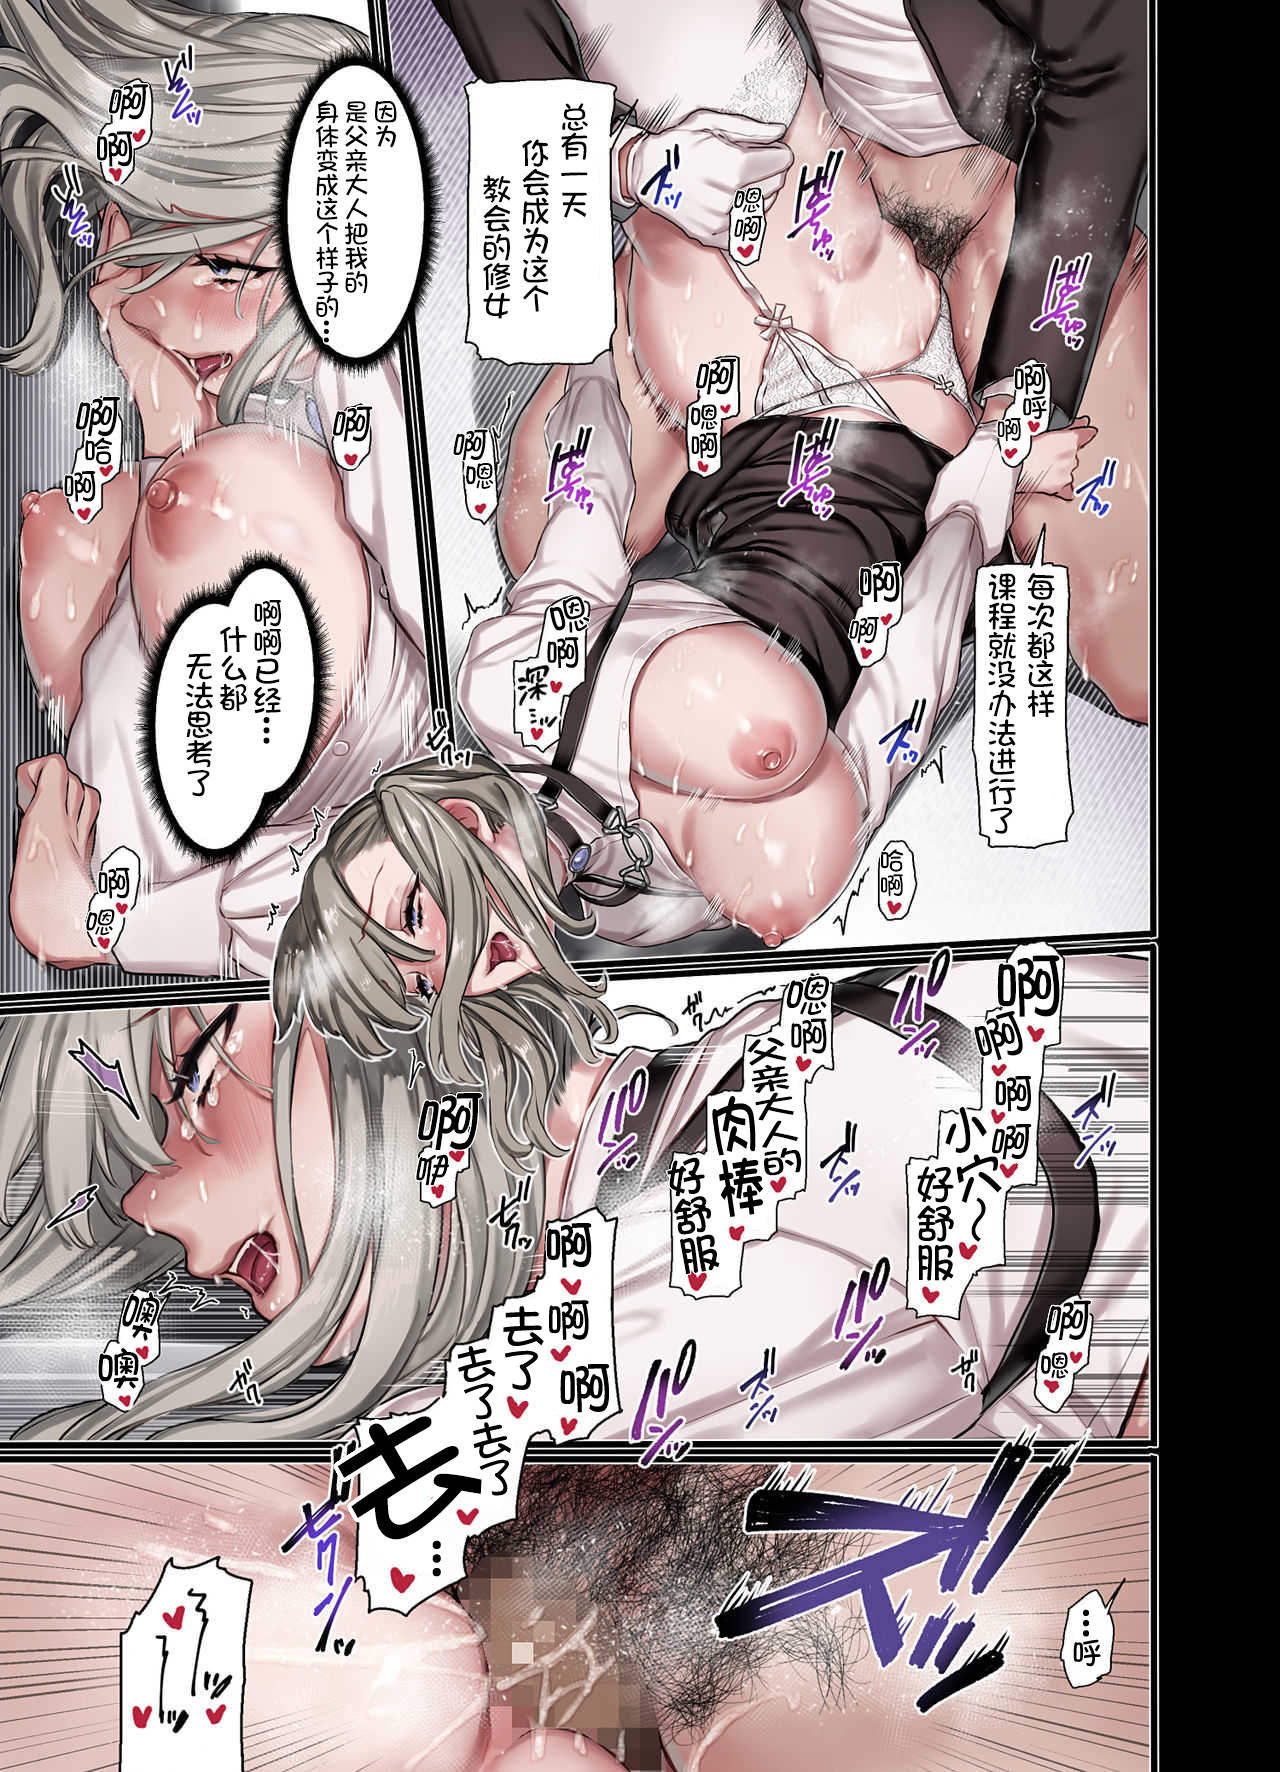 总有一天
你会成为这个
教会的修女
每次都这样
课程就没办法进行了
嗯
啊
啊呼
啊
啊
嗯
啊
啊
嗯
啊
啊
嗯
啊
深…
哈
啊
因为
是父亲大人把我的
身体变成这个样子的…
啊
啊
啊
啊
哈
啊
啊啊已经…
什么都
无法思考了
啊
嗯
啊
啊
啊
啊
啊
小穴~
好舒服
嗯
啊
父亲大人的
肉棒
好舒服
啊
嗯
啊
咿
噢
噢
啊
啊
啊
去了
去了去了
去…
…呼